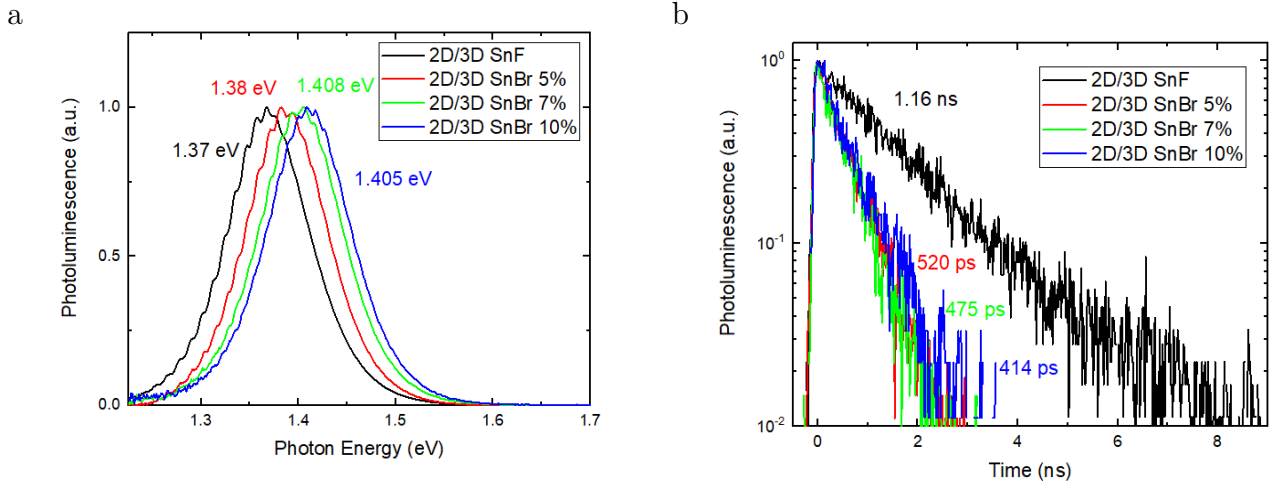 a
2D/3D SnF
2D/3D SnBr 5%
2D/3D SnBr 7%
2D/3D SnBr 10%
1.38 eV
1.408 eV
1.37 eV
1.405 eV
1.0
0.5
0.0
Photoluminescence (a.u.)
1.3
1.4
1.5
1.6
1.7
Photon Energy (eV)
b
2D/3D SnF
2D/3D SnBr 5%
2D/3D SnBr 7%
2D/3D SnBr 10%
1.16 ns
520 ps
475 ps
414 ps
10⁰
10⁻¹
10⁻²
Photoluminescence (a.u.)
0
2
4
6
8
Time (ns)